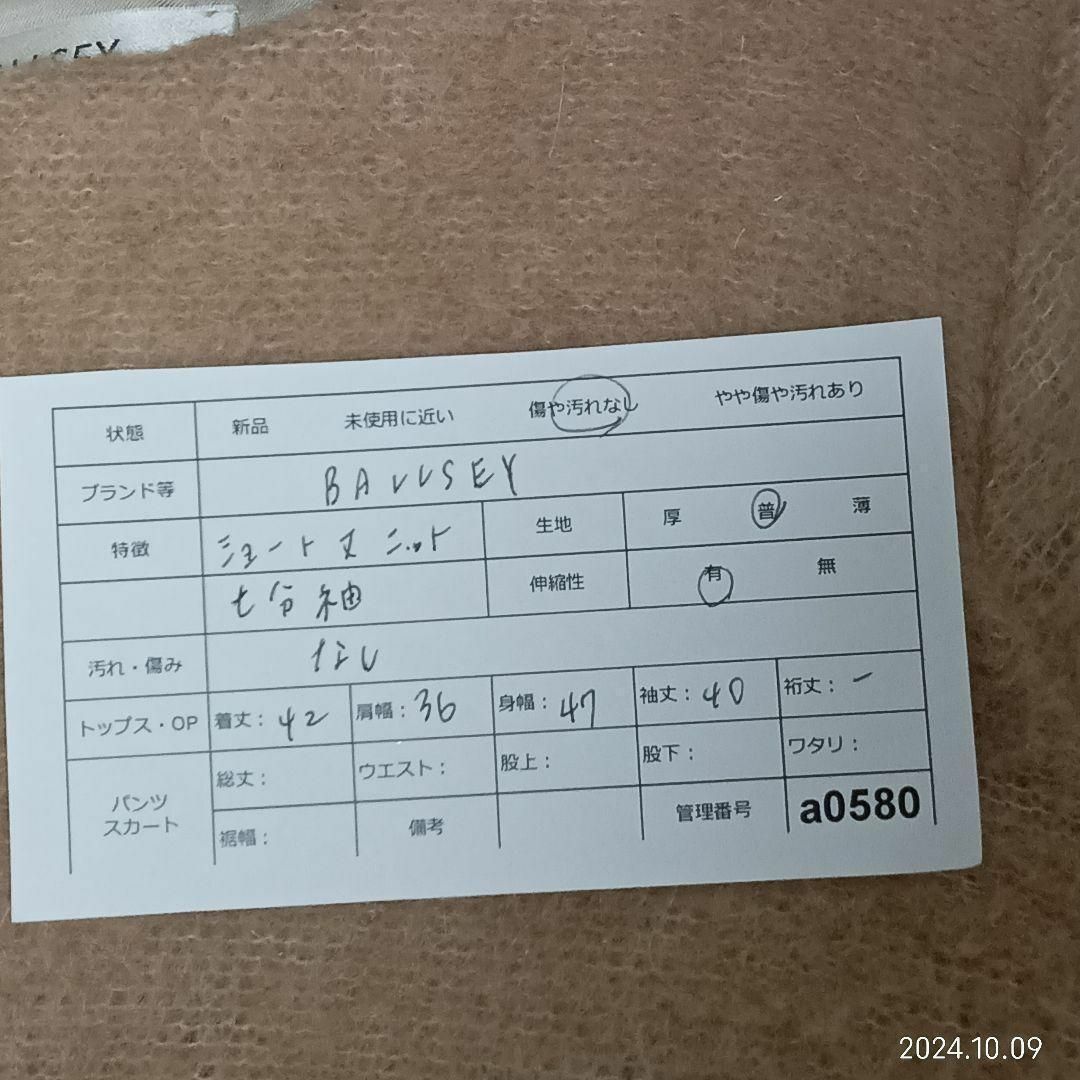 LSEY
状態 新品 未使用に近い 傷や汚れなし やや傷や汚れあり
ブランド等 BALLSEY
特徴 ショート丈 ニット 生地 厚 普 薄
七分袖 伸縮性 有 無
汚れ・傷み なし
トップス・OP 着丈：42 肩幅：36 身幅：47 袖丈：40 裄丈：ー
パンツ スカート 総丈： ウエスト： 股上： 股下： ワタリ：
裾幅： 備考 管理番号 a0580
2024.10.09